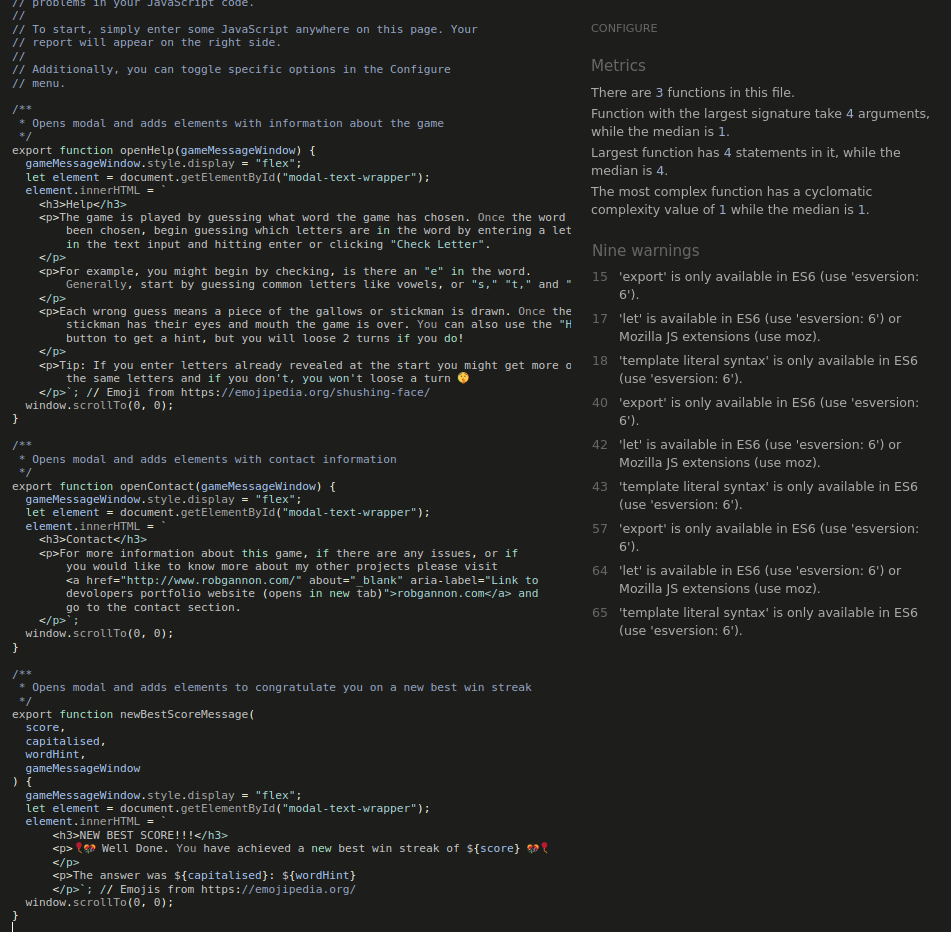 // problems in your JavaScript code.
//
// To start, simply enter some JavaScript anywhere on this page. Your
// report will appear on the right side.
//
// Additionally, you can toggle specific options in the Configure
// menu.
/**
 * Opens modal and adds elements with information about the game
 */
export function openHelp(gameMessageWindow) {
  gameMessageWindow.style.display = "flex";
  let element = document.getElementById("modal-text-wrapper");
  element.innerHTML = `
    <h3>Help</h3>
    <p>The game is played by guessing what word the game has chosen. Once the word
        been chosen, begin guessing which letters are in the word by entering a let
        in the text input and hitting enter or clicking "Check Letter".
    </p>
    <p>For example, you might begin by checking, is there an "e" in the word.
        Generally, start by guessing common letters like vowels, or "s," "t," and "
    </p>
    <p>Each wrong guess means a piece of the gallows or stickman is drawn. Once the
        stickman has their eyes and mouth the game is over. You can also use the "H
        button to get a hint, but you will loose 2 turns if you do!
    </p>
    <p>Tip: If you enter letters already revealed at the start you might get more o
        the same letters and if you don't, you won't loose a turn 🤫
    </p>`; // Emoji from https://emojipedia.org/shushing-face/
  window.scrollTo(0, 0);
}
/**
 * Opens modal and adds elements with contact information
 */
export function openContact(gameMessageWindow) {
  gameMessageWindow.style.display = "flex";
  let element = document.getElementById("modal-text-wrapper");
  element.innerHTML = `
    <h3>Contact</h3>
    <p>For more information about this game, if there are any issues, or if
        you would like to know more about my other projects please visit
        <a href="http://www.robgannon.com/" about="_blank" aria-label="Link to
        devolopers portfolio website (opens in new tab)">robgannon.com</a> and
        go to the contact section.
    </p>`;
  window.scrollTo(0, 0);
}
/**
 * Opens modal and adds elements to congratulate you on a new best win streak
 */
export function newBestScoreMessage(
  score,
  capitalised,
  wordHint,
  gameMessageWindow
) {
  gameMessageWindow.style.display = "flex";
  let element = document.getElementById("modal-text-wrapper");
  element.innerHTML = `
      <h3>NEW BEST SCORE!!!</h3>
      <p>🎈🎊 Well Done. You have achieved a new best win streak of ${score} 🎊🎈
      </p>
      <p>The answer was ${capitalised}: ${wordHint}
      </p>`; // Emojis from https://emojipedia.org/
  window.scrollTo(0, 0);
}
CONFIGURE
Metrics
There are 3 functions in this file.
Function with the largest signature take 4 arguments,
while the median is 1.
Largest function has 4 statements in it, while the
median is 4.
The most complex function has a cyclomatic
complexity value of 1 while the median is 1.
Nine warnings
15 'export' is only available in ES6 (use 'esversion:
6').
17 'let' is available in ES6 (use 'esversion: 6') or
Mozilla JS extensions (use moz).
18 'template literal syntax' is only available in ES6
(use 'esversion: 6').
40 'export' is only available in ES6 (use 'esversion:
6').
42 'let' is available in ES6 (use 'esversion: 6') or
Mozilla JS extensions (use moz).
43 'template literal syntax' is only available in ES6
(use 'esversion: 6').
57 'export' is only available in ES6 (use 'esversion:
6').
64 'let' is available in ES6 (use 'esversion: 6') or
Mozilla JS extensions (use moz).
65 'template literal syntax' is only available in ES6
(use 'esversion: 6').